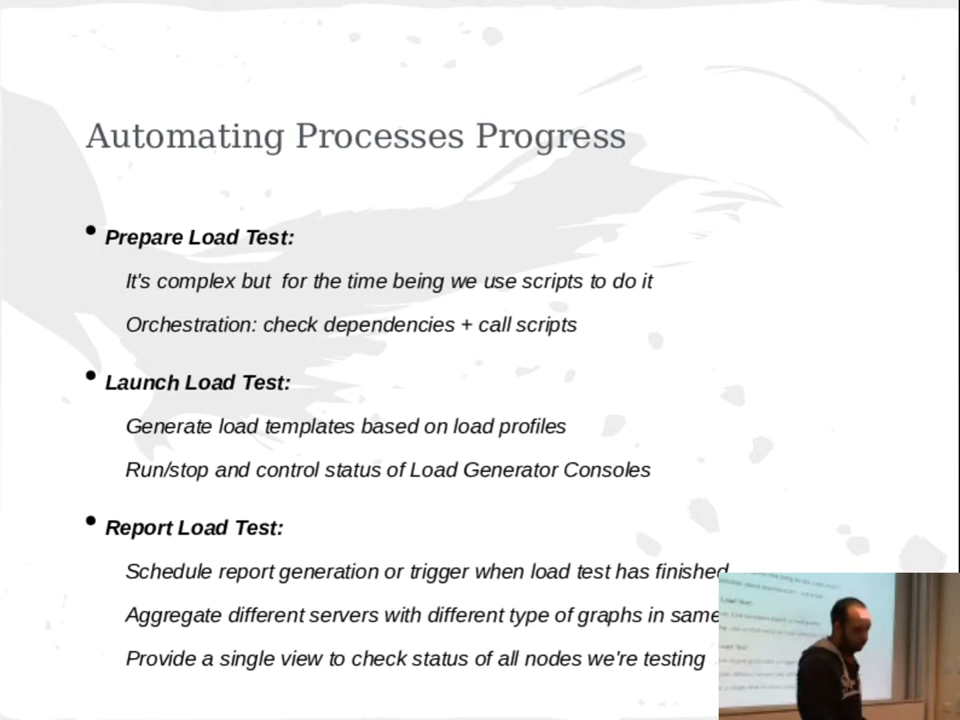 Automating Processes Progress
• Prepare Load Test:
It's complex but for the time being we use scripts to do it
Orchestration: check dependencies + call scripts
• Launch Load Test:
Generate load templates based on load profiles
Run/stop and control status of Load Generator Consoles
• Report Load Test:
Schedule report generation or trigger when load test has finished
Aggregate different servers with different type of graphs in same
Provide a single view to check status of all nodes we're testing